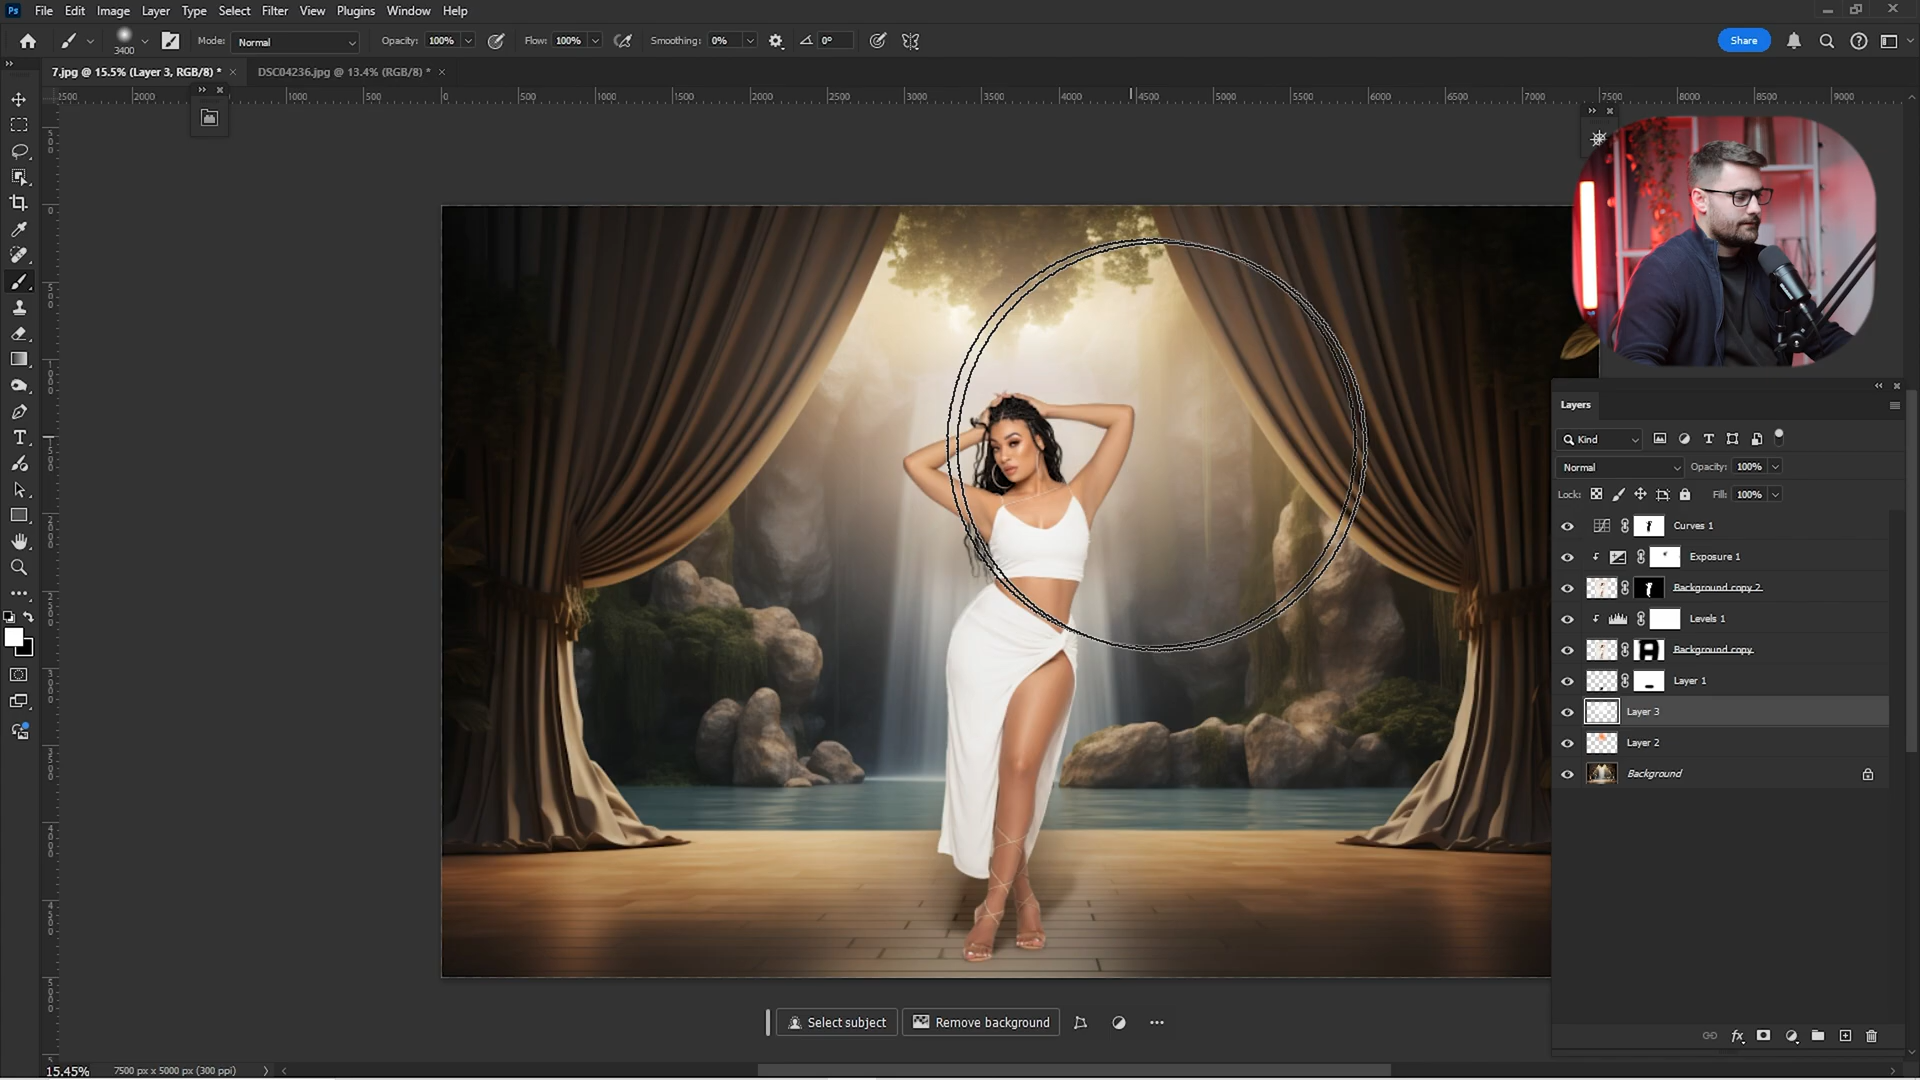 Ps File Edit Image Layer Type Select Filter View Plugins Window Help
3400 Mode: Normal Opacity: 100% Flow: 100% Smoothing: 0% 0° Share
7.jpg @ 15.5% (Layer 3, RGB/8) * × DSC04236.jpg @ 13.4% (RGB/8) * ×
2500 2000 1000 500 0 500 1000 1500 2000 2500 3000 3500 4000 4500 5000 5500 6000 6500 7000 7500 8000 8500 9000
Layers
Kind
Normal Opacity: 100%
Lock: Fill: 100%
Curves 1
Exposure 1
Background copy 2
Levels 1
Background copy
Layer 1
Layer 3
Layer 2
Background
Select subject Remove background
15.45% 7500 px x 5000 px (300 ppi)